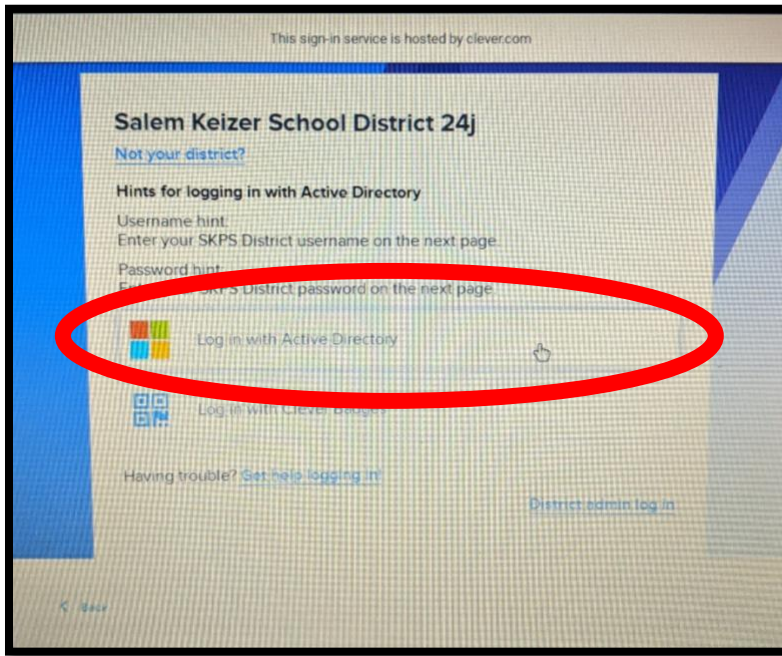 This sign-in service is hosted by clever.com
Salem Keizer School District 24j
Not your district?
Hints for logging in with Active Directory
Username hint:
Enter your SKPS District username on the next page.
Password hint:
SKPS District password on the next page
Log in with Active Directory
Log in with Clever Badges
Having trouble? Get help logging in!
District admin log in
Back